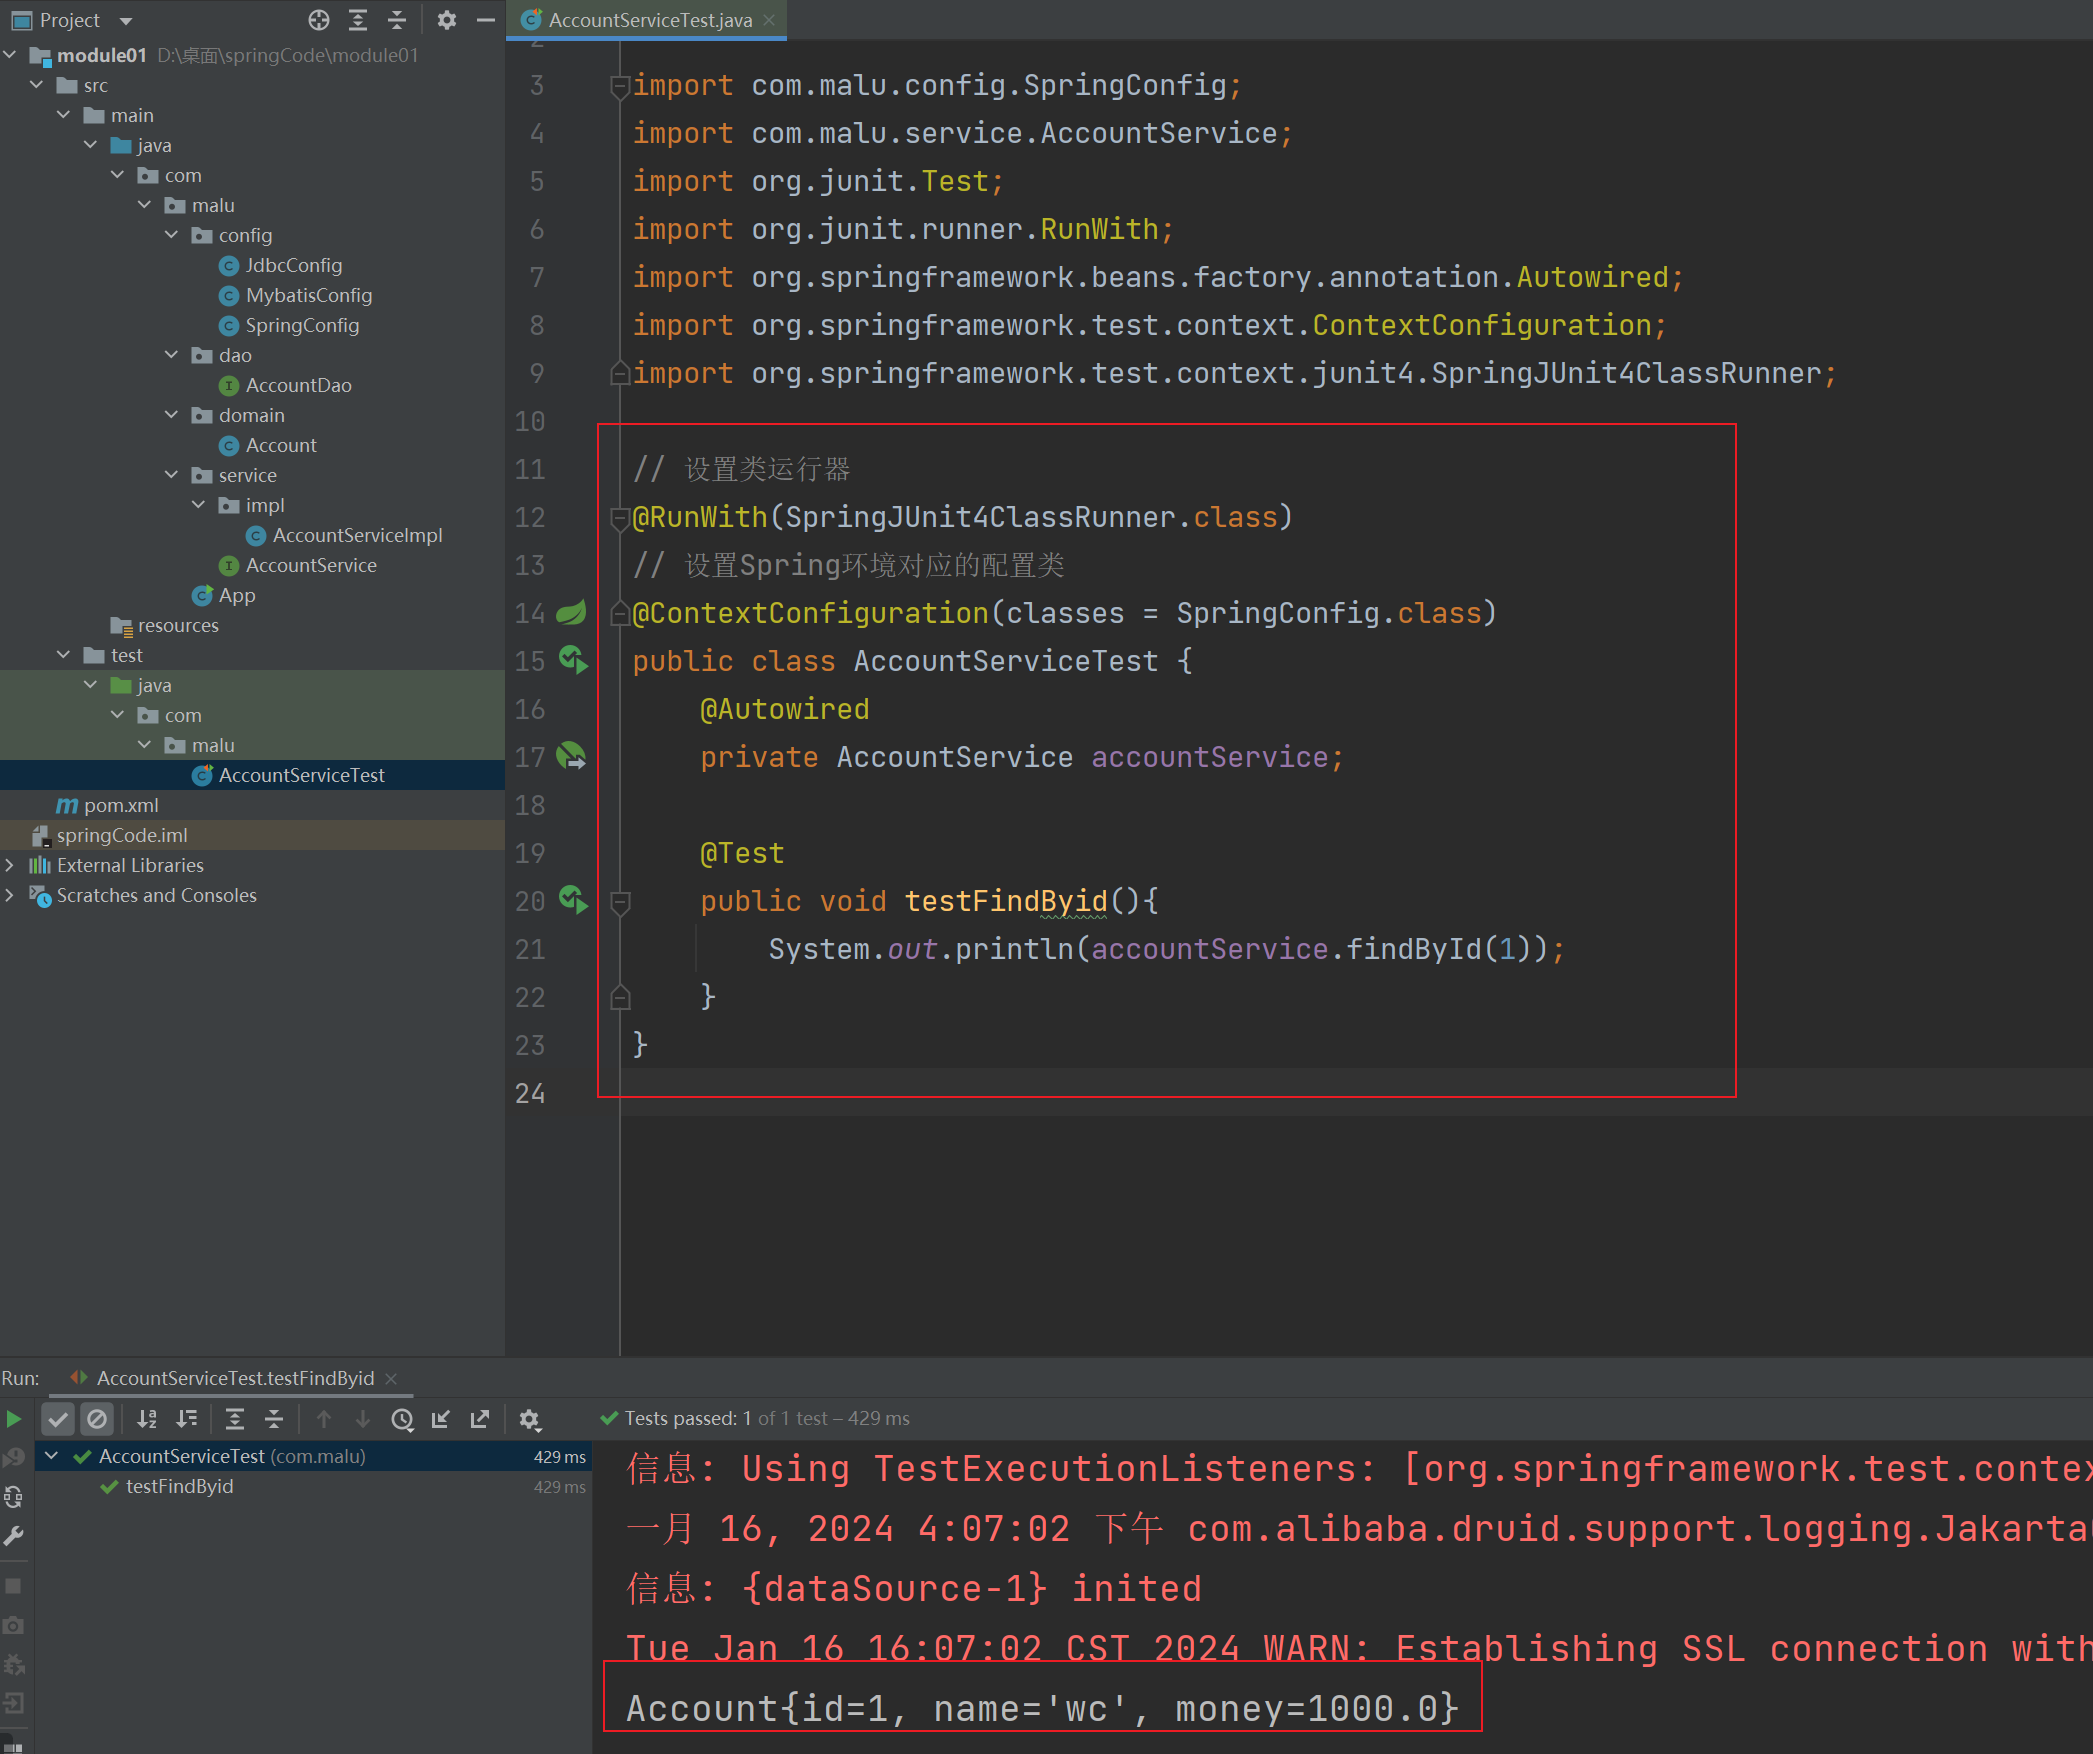 Project
module01 D:\桌面\springCode\module01
src
main
java
com
malu
config
JdbcConfig
MybatisConfig
SpringConfig
dao
AccountDao
domain
Account
service
impl
AccountServiceImpl
AccountService
App
resources
test
java
com
malu
AccountServiceTest
pom.xml
springCode.iml
External Libraries
Scratches and Consoles
AccountServiceTest.java
2
3 import com.malu.config.SpringConfig;
4 import com.malu.service.AccountService;
5 import org.junit.Test;
6 import org.junit.runner.RunWith;
7 import org.springframework.beans.factory.annotation.Autowired;
8 import org.springframework.test.context.ContextConfiguration;
9 import org.springframework.test.context.junit4.SpringJUnit4ClassRunner;
10
11 // 设置类运行器
12 @RunWith(SpringJUnit4ClassRunner.class)
13 // 设置Spring环境对应的配置类
14 @ContextConfiguration(classes = SpringConfig.class)
15 public class AccountServiceTest {
16 @Autowired
17 private AccountService accountService;
18
19 @Test
20 public void testFindByid(){
21 System.out.println(accountService.findById(1));
22 }
23 }
24
Run: AccountServiceTest.testFindByid
Tests passed: 1 of 1 test – 429 ms
AccountServiceTest (com.malu) 429 ms
testFindByid 429 ms
信息: Using TestExecutionListeners: [org.springframework.test.contex
一月 16, 2024 4:07:02 下午 com.alibaba.druid.support.logging.Jakarta
信息: {dataSource-1} inited
Tue Jan 16 16:07:02 CST 2024 WARN: Establishing SSL connection with
Account{id=1, name='wc', money=1000.0}